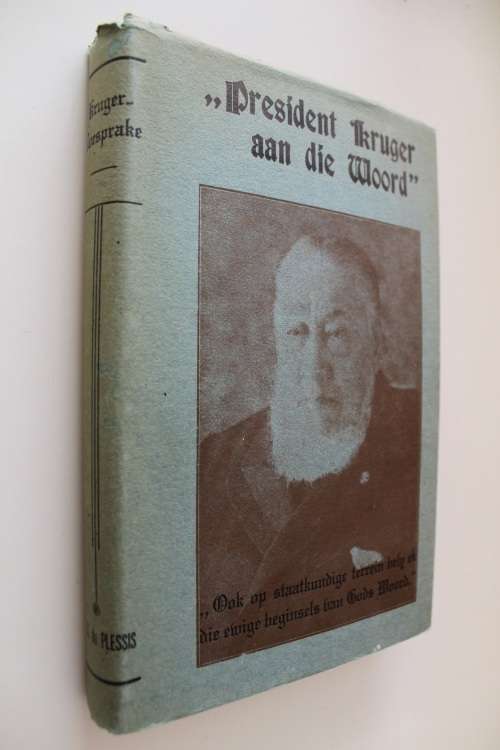 „President Kruger
aan die Woord”
„Ook op staatkundige terrein bely ek
die ewige beginsels van Gods Woord.”
Kruger-
toesprake
du PLESSIS